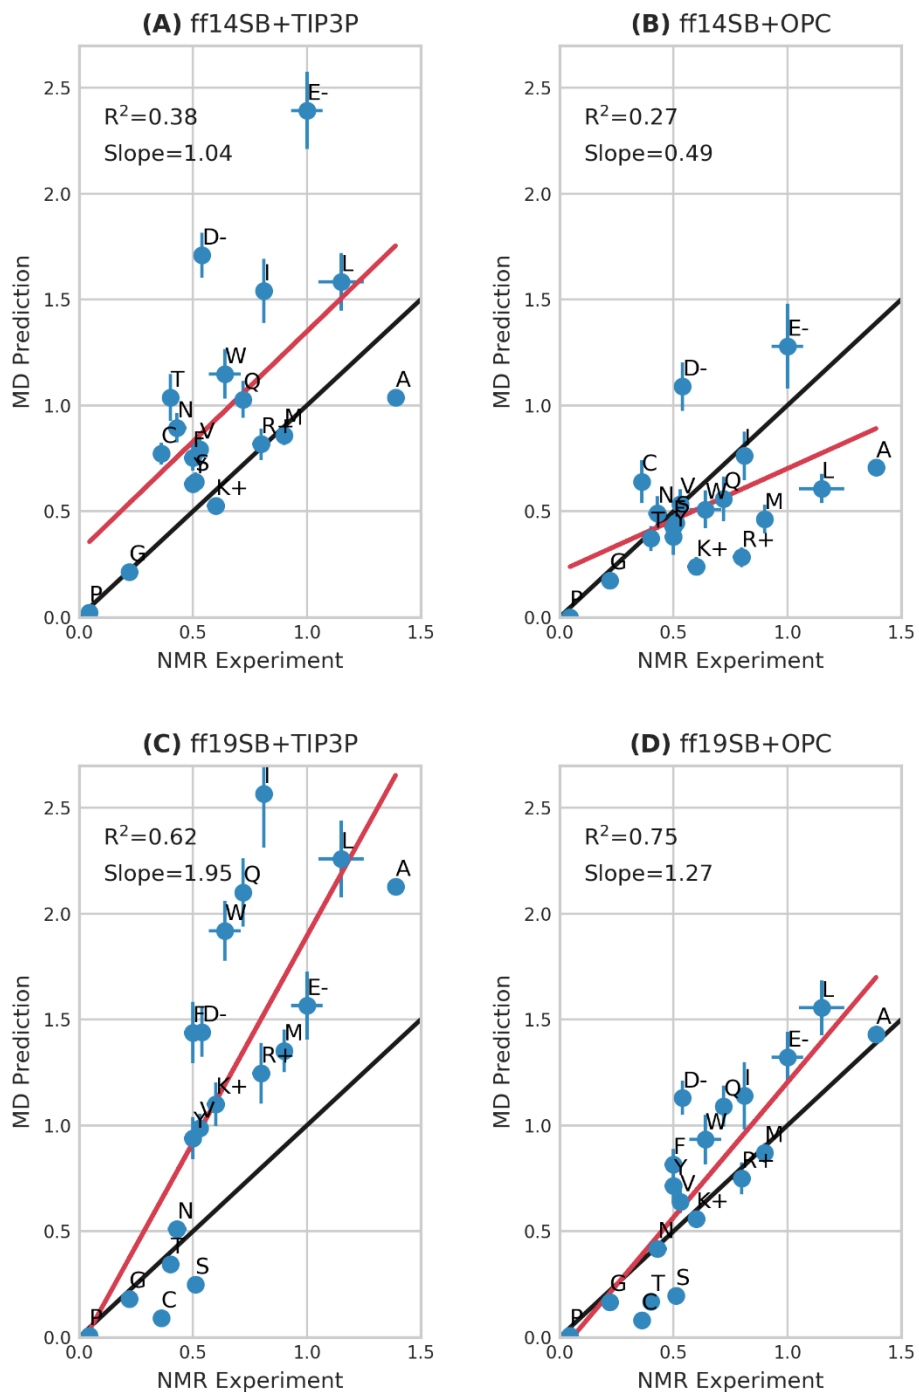 (A) ff14SB+TIP3P
R²=0.38
Slope=1.04
E-
D-
I
L
W
T
Q
A
N
V
C
F
R+
M
S
Y
K+
G
P
2.5
2.0
1.5
1.0
0.5
0.0
0.0 0.5 1.0 1.5
MD Prediction
NMR Experiment
(B) ff14SB+OPC
R²=0.27
Slope=0.49
E-
D-
I
A
C
L
V
Q
N
W
M
S
T
F
Y
R+
K+
G
P
2.5
2.0
1.5
1.0
0.5
0.0
0.0 0.5 1.0 1.5
MD Prediction
NMR Experiment
(C) ff19SB+TIP3P
R²=0.62
Slope=1.95
I
L
Q
A
W
E-
F
D-
M
R+
K+
V
Y
N
T
S
G
C
P
2.5
2.0
1.5
1.0
0.5
0.0
0.0 0.5 1.0 1.5
MD Prediction
NMR Experiment
(D) ff19SB+OPC
R²=0.75
Slope=1.27
L
A
E-
D-
Q
I
W
M
F
Y
R+
V
K+
N
G
T
S
C
P
2.5
2.0
1.5
1.0
0.5
0.0
0.0 0.5 1.0 1.5
MD Prediction
NMR Experiment